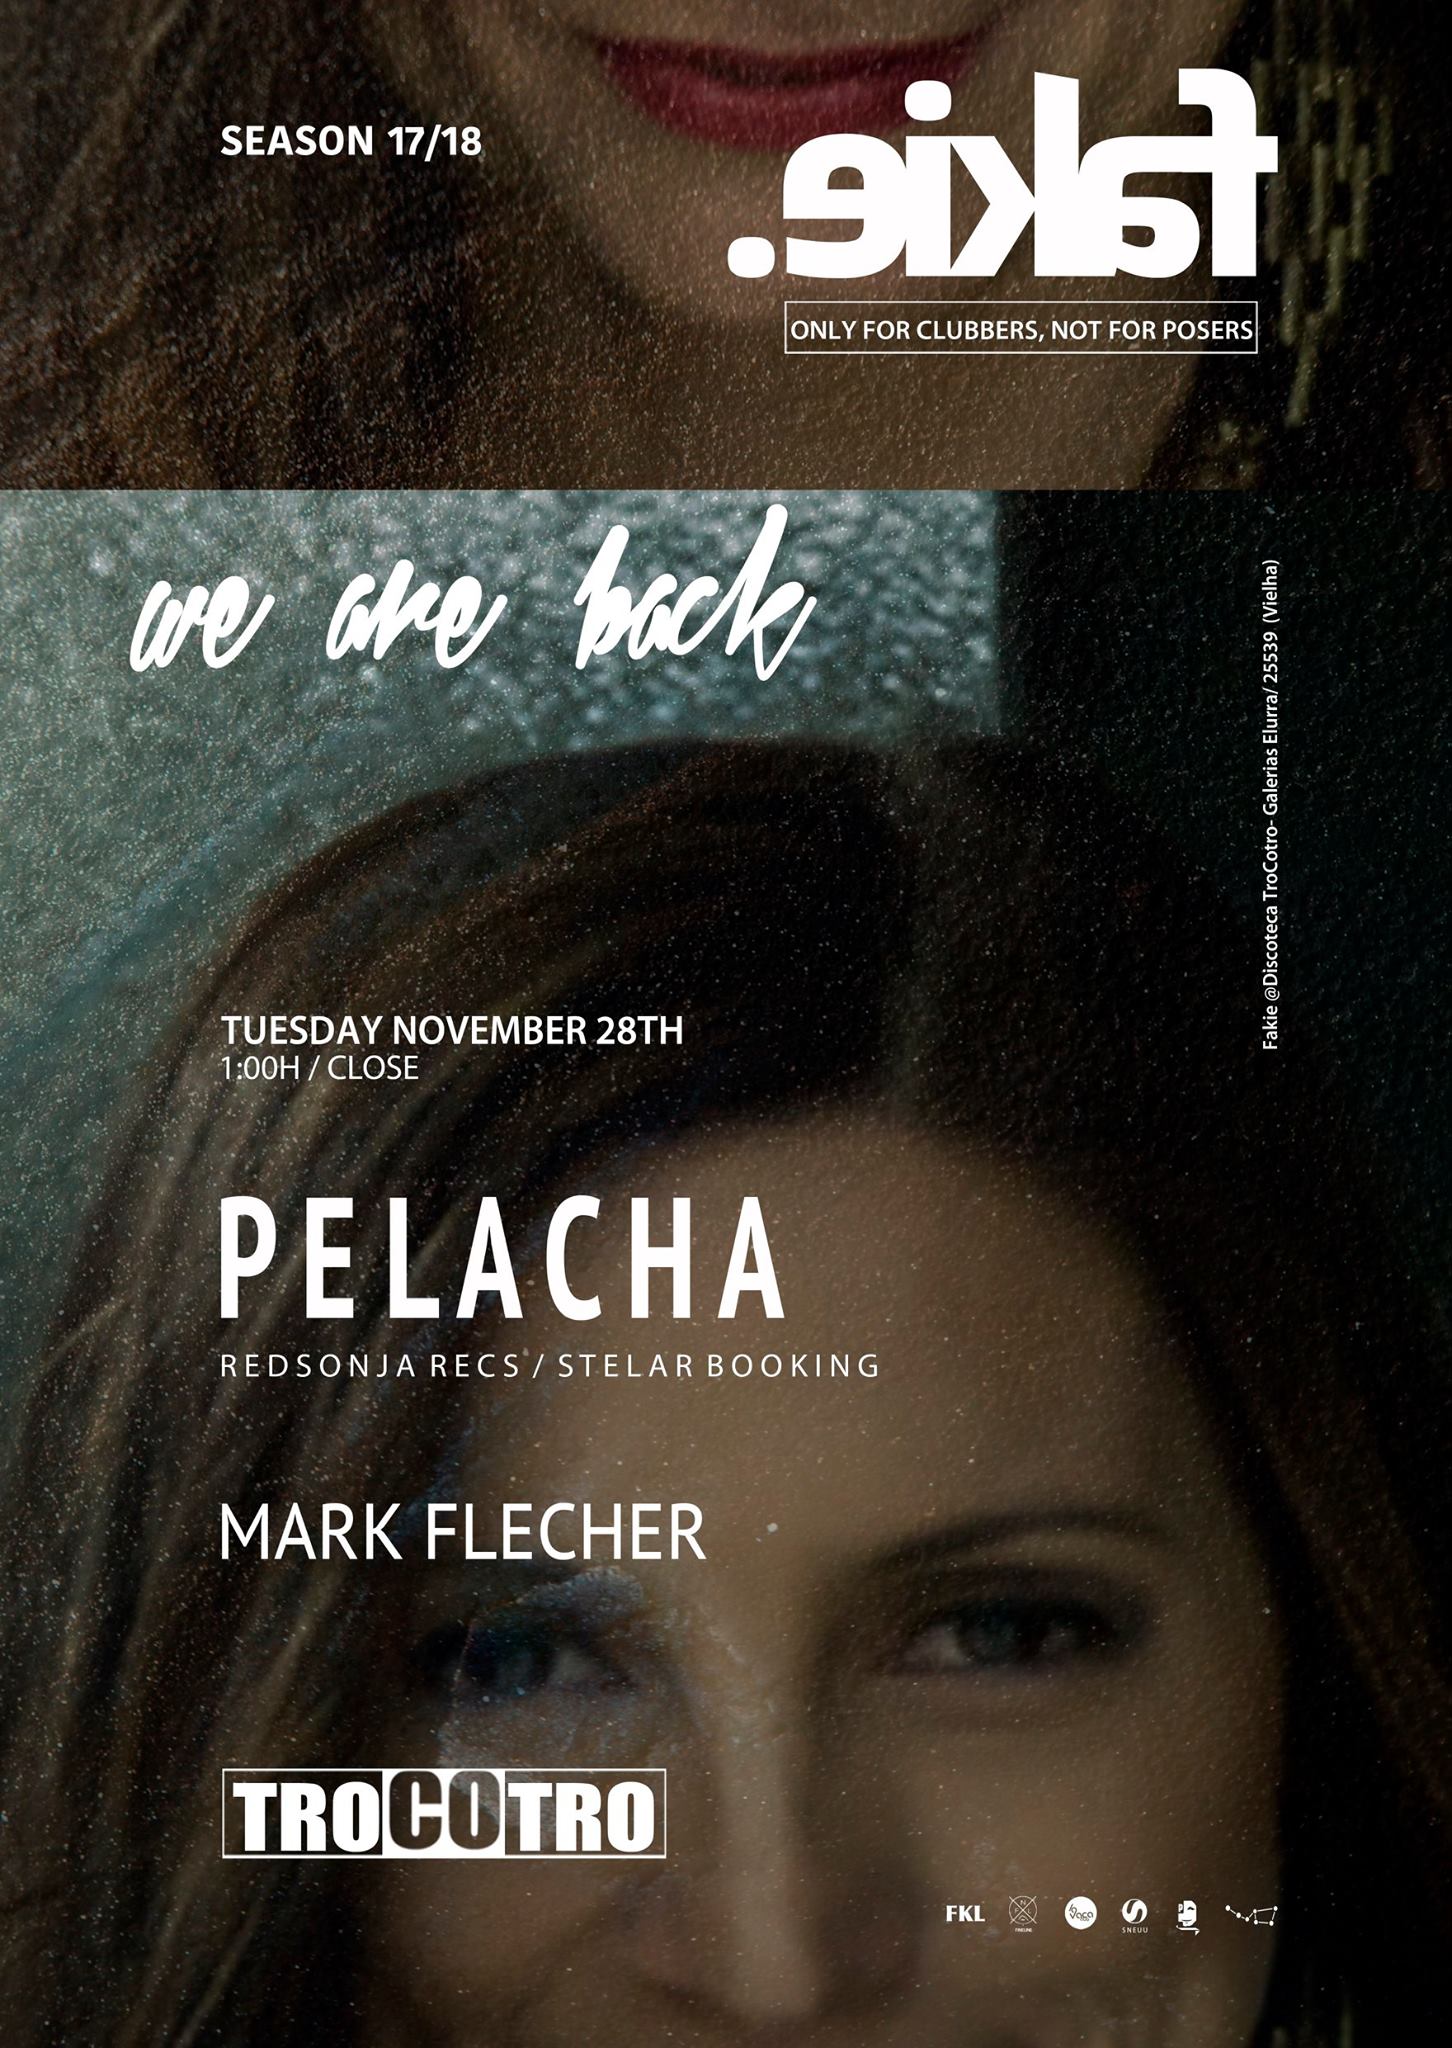 SEASON 17/18
fakie.
ONLY FOR CLUBBERS, NOT FOR POSERS
we are back
Fakie @Discoteca TroCotro- Galerias Elurra/ 25539 (Vielha)
TUESDAY NOVEMBER 28TH
1:00H / CLOSE
PELACHA
REDSONJA RECS / STELAR BOOKING
MARK FLECHER
TROCOTRO
FKL
SNEUU